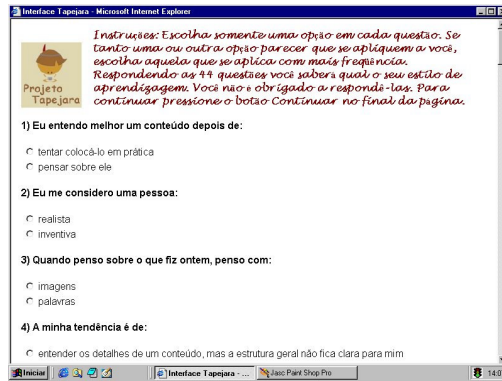 Interface Tapejara - Microsoft Internet Explorer
Instruções: Escolha somente uma opção em cada questão. Se
tanto uma ou outra opção parecer que se apliquem a você,
escolha aquela que se aplica com mais freqüência.
Respondendo as 44 questões você saberá qual o seu estilo de
aprendizagem. Você não é obrigado a respondê-las. Para
continuar pressione o botão Continuar no final da página.
Projeto
Tapejara
1) Eu entendo melhor um conteúdo depois de:
tentar colocá-lo em prática
pensar sobre ele
2) Eu me considero uma pessoa:
realista
inventiva
3) Quando penso sobre o que fiz ontem, penso com:
imagens
palavras
4) A minha tendência é de:
entender os detalhes de um conteúdo, mas a estrutura geral não fica clara para mim
Iniciar Interface Tapejara - ... Jasc Paint Shop Pro